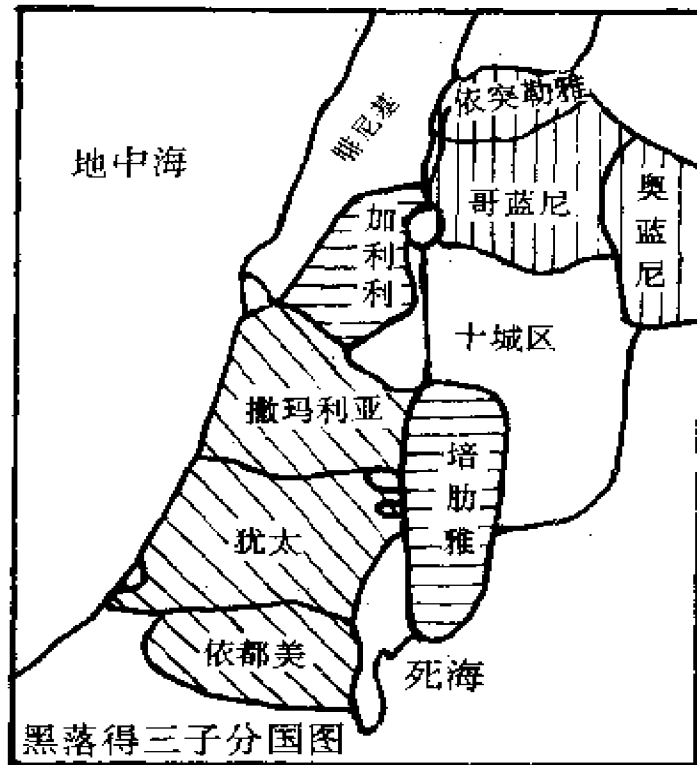 依突勒雅
腓尼基
地中海
哥蓝尼
奥蓝尼
加利利
十城区
撒玛利亚
培肋雅
犹太
依都美
死海
黑落得三子分国图